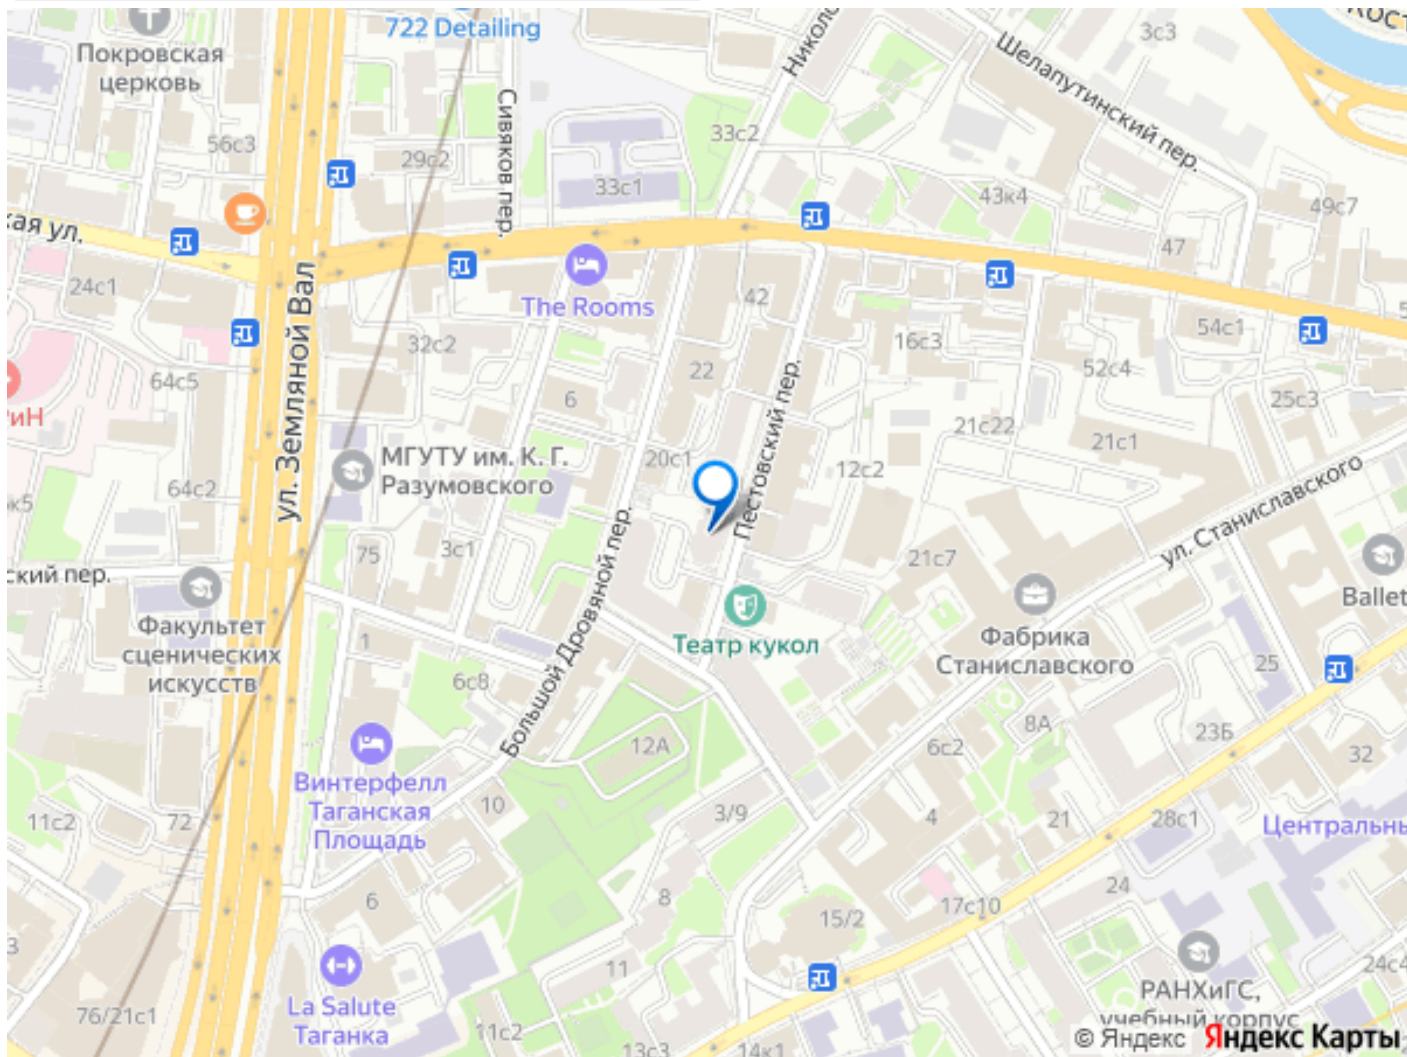 722 Detailing
Покровская
церковь
Николо
Шелапутинский пер.
3с3
Кост
Сивяков пер.
56с3
29с2
33с2
33с1
43к4
49с7
47
кая ул.
24с1
The Rooms
42
ул. Земляной Вал
32с2
16с3
54с1
64с5
22
52с4
6
25с3
Пестовский пер.
21с22
21с1
МГУТУ им. К. Г.
Разумовского
20с1
12с2
64с2
ул. Станиславского
75
3с1
21с7
ский пер.
Большой Дровяной пер.
Ballet
Факультет
сценических
искусств
1
Театр кукол
Фабрика
Станиславского
25
6с8
12А
8А
6с2
23Б
32
Винтерфелл
Таганская
Площадь
10
3/9
4
21
28с1
11с2
72
Центральны
6
8
24
17с10
15/2
La Salute
Таганка
11
24с4
76/21с1
РАНХиГС,
учебный корпус
11с2
13с3
14к1
© Яндекс Яндекс Карты